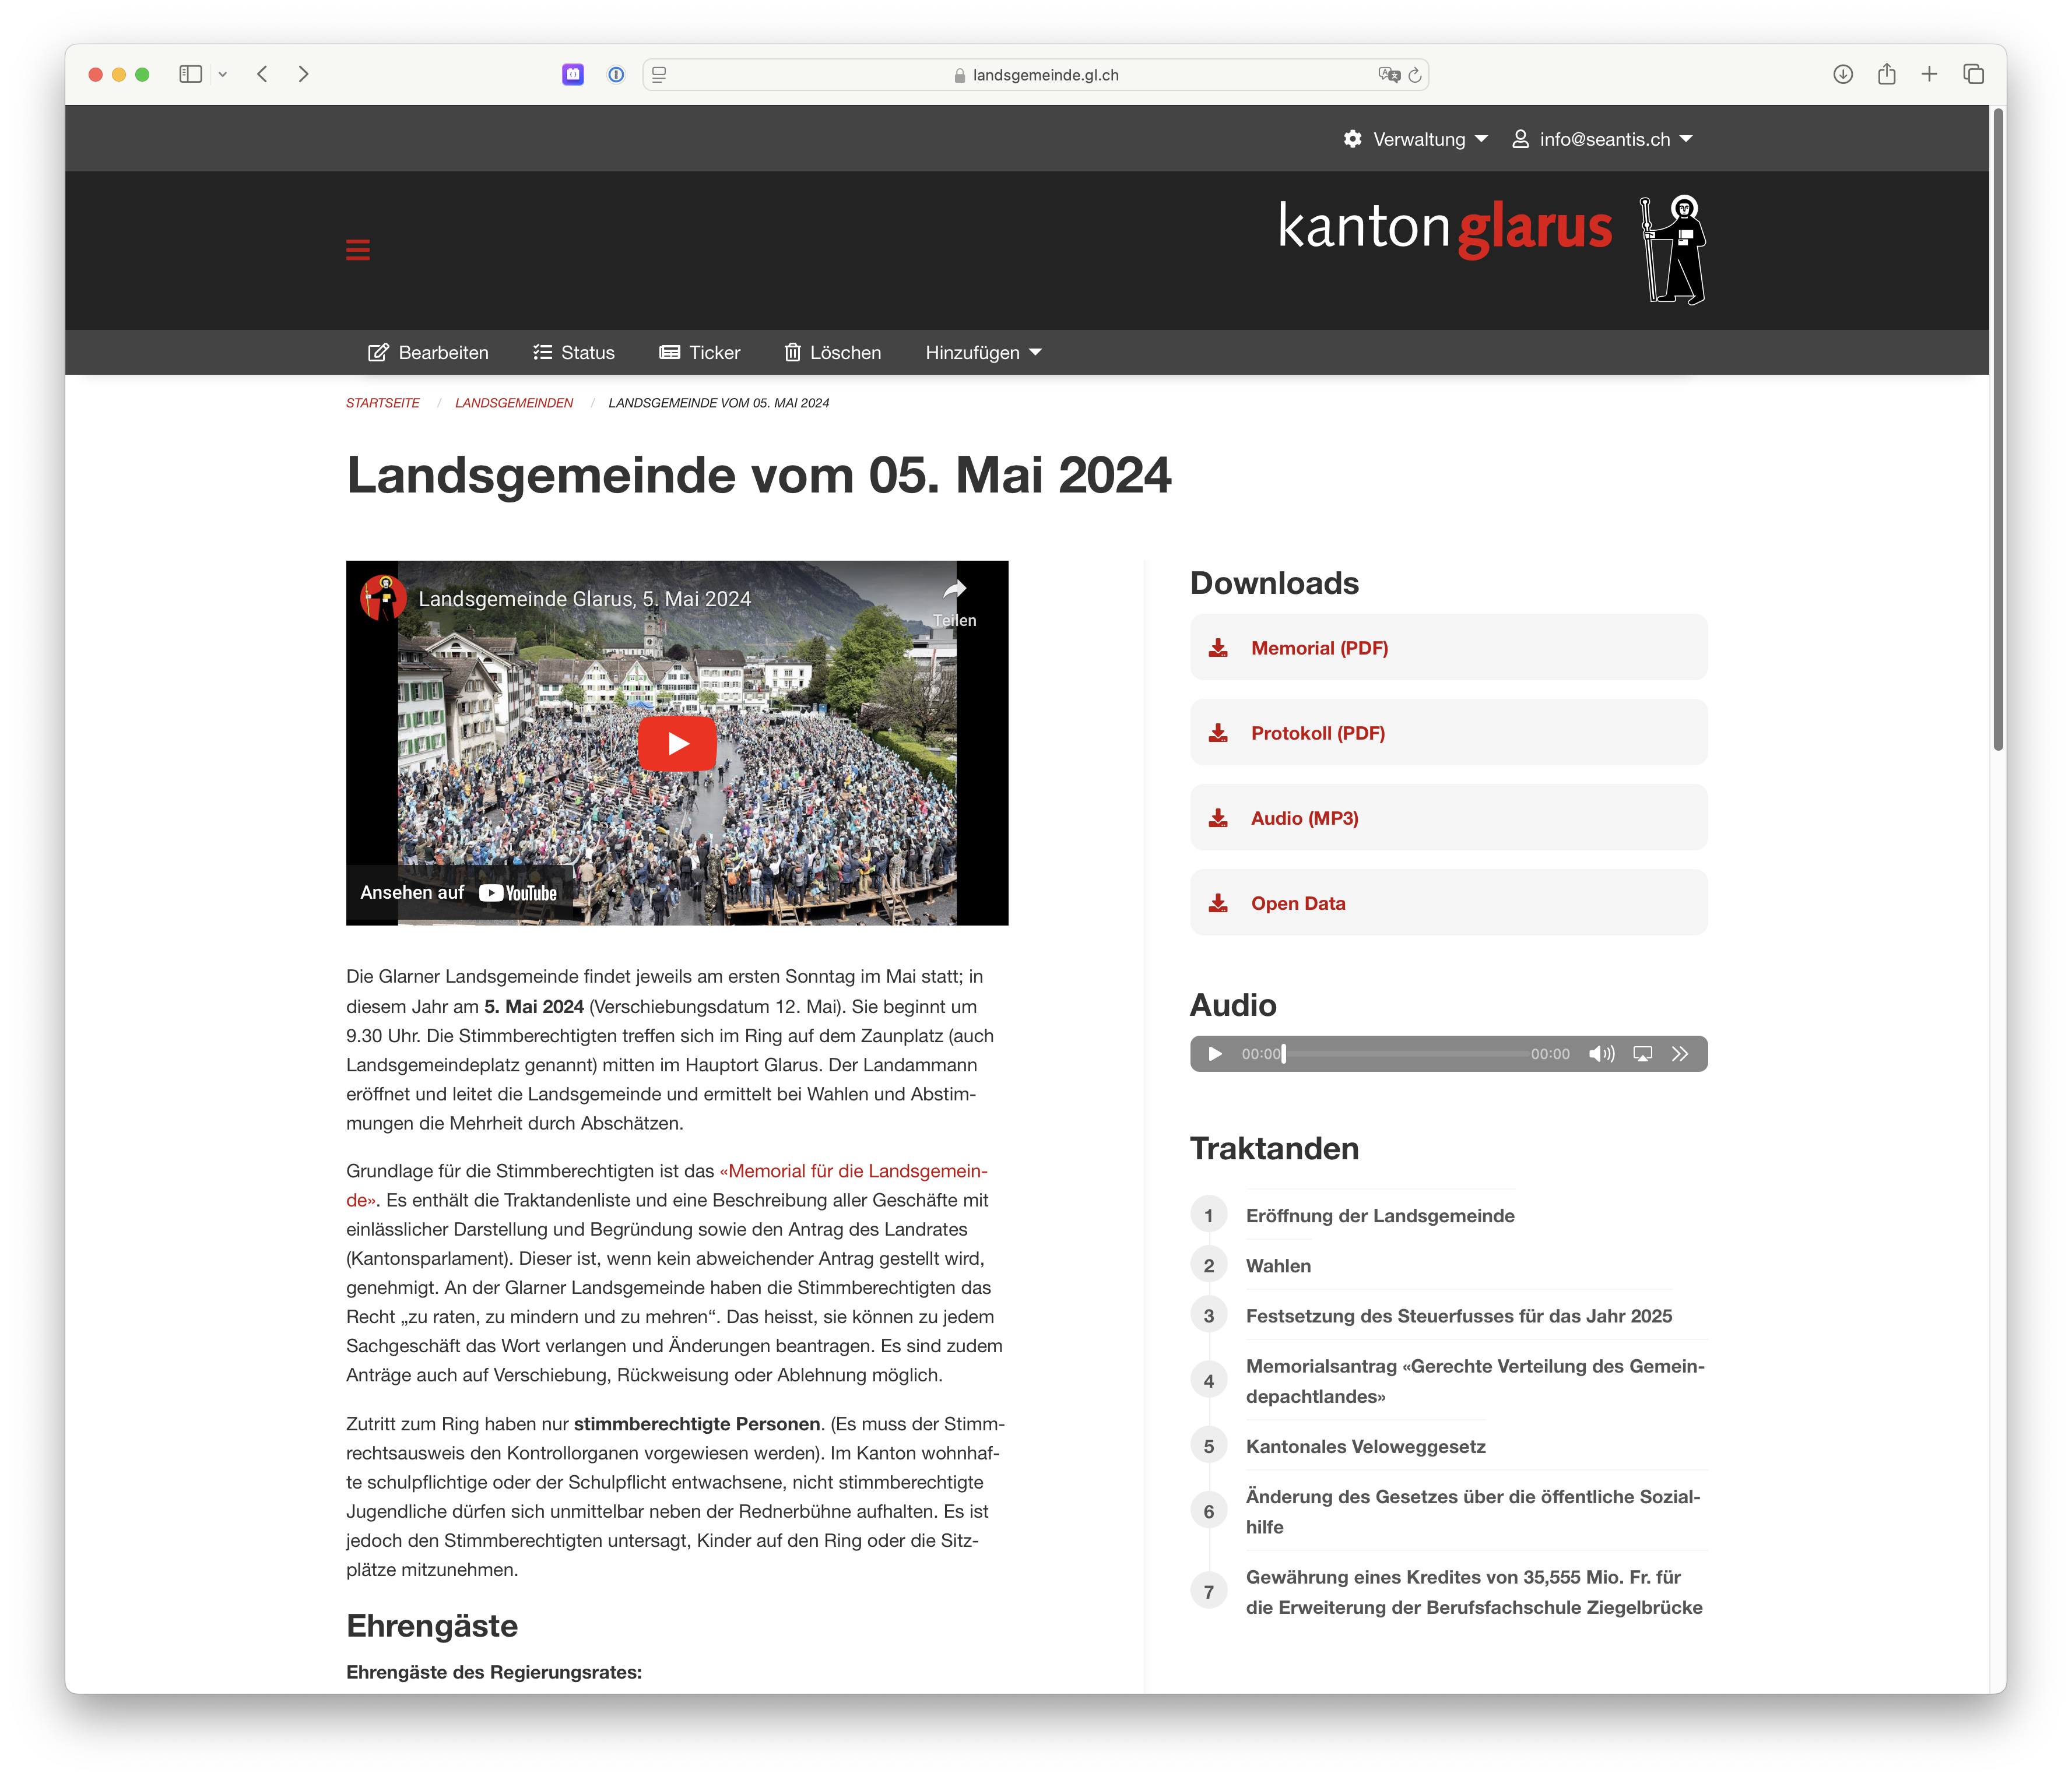 landsgemeinde.gl.ch
Verwaltung
info@seantis.ch
kanton glarus
Bearbeiten
Status
Ticker
Löschen
Hinzufügen
STARTSEITE / LANDSGEMEINDEN / LANDSGEMEINDE VOM 05. MAI 2024
Landsgemeinde vom 05. Mai 2024
Landsgemeinde Glarus, 5. Mai 2024
Teilen
Ansehen auf YouTube
Die Glarner Landsgemeinde findet jeweils am ersten Sonntag im Mai statt; in
diesem Jahr am 5. Mai 2024 (Verschiebungsdatum 12. Mai). Sie beginnt um
9.30 Uhr. Die Stimmberechtigten treffen sich im Ring auf dem Zaunplatz (auch
Landsgemeindeplatz genannt) mitten im Hauptort Glarus. Der Landammann
eröffnet und leitet die Landsgemeinde und ermittelt bei Wahlen und Abstim-
mungen die Mehrheit durch Abschätzen.
Grundlage für die Stimmberechtigten ist das «Memorial für die Landsgemein-
de». Es enthält die Traktandenliste und eine Beschreibung aller Geschäfte mit
einlässlicher Darstellung und Begründung sowie den Antrag des Landrates
(Kantonsparlament). Dieser ist, wenn kein abweichender Antrag gestellt wird,
genehmigt. An der Glarner Landsgemeinde haben die Stimmberechtigten das
Recht „zu raten, zu mindern und zu mehren“. Das heisst, sie können zu jedem
Sachgeschäft das Wort verlangen und Änderungen beantragen. Es sind zudem
Anträge auch auf Verschiebung, Rückweisung oder Ablehnung möglich.
Zutritt zum Ring haben nur stimmberechtigte Personen. (Es muss der Stimm-
rechtsausweis den Kontrollorganen vorgewiesen werden). Im Kanton wohnhaf-
te schulpflichtige oder der Schulpflicht entwachsene, nicht stimmberechtigte
Jugendliche dürfen sich unmittelbar neben der Rednerbühne aufhalten. Es ist
jedoch den Stimmberechtigten untersagt, Kinder auf den Ring oder die Sitz-
plätze mitzunehmen.
Ehrengäste
Ehrengäste des Regierungsrates:
Downloads
Memorial (PDF)
Protokoll (PDF)
Audio (MP3)
Open Data
Audio
00:00 00:00
Traktanden
1 Eröffnung der Landsgemeinde
2 Wahlen
3 Festsetzung des Steuerfusses für das Jahr 2025
4 Memorialsantrag «Gerechte Verteilung des Gemein-
depachtlandes»
5 Kantonales Veloweggesetz
6 Änderung des Gesetzes über die öffentliche Sozial-
hilfe
7 Gewährung eines Kredites von 35,555 Mio. Fr. für
die Erweiterung der Berufsfachschule Ziegelbrücke